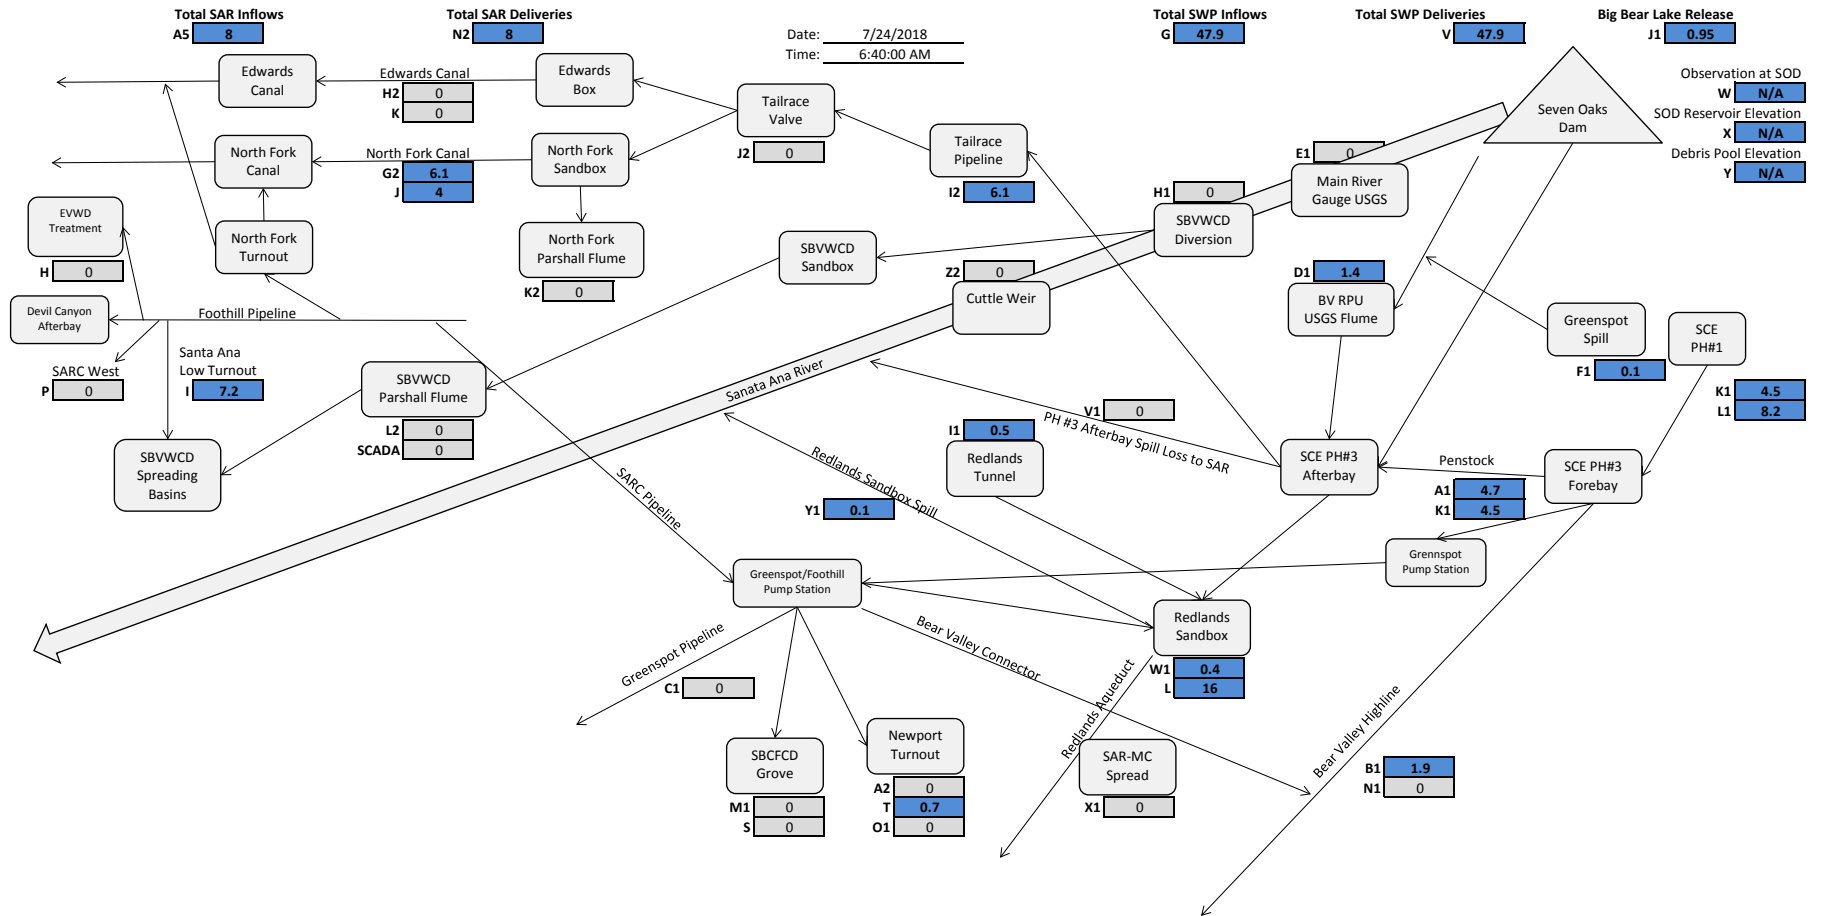 Total SAR Inflows
A5 8
Total SAR Deliveries
N2 8
Date: 7/24/2018
Time: 6:40:00 AM
Total SWP Inflows
G 47.9
Total SWP Deliveries
V 47.9
Big Bear Lake Release
J1 0.95
Observation at SOD
W N/A
SOD Reservoir Elevation
X N/A
Debris Pool Elevation
Y N/A
Seven Oaks
Dam
Edwards
Canal
Edwards Canal
H2 0
K 0
Edwards
Box
Tailrace
Valve
J2 0
Tailrace
Pipeline
I2 6.1
North Fork
Canal
North Fork Canal
G2 6.1
J 4
North Fork
Sandbox
E1 0
Main River
Gauge USGS
H1 0
SBVWCD
Diversion
EVWD
Treatment
H 0
North Fork
Turnout
North Fork
Parshall Flume
K2 0
SBVWCD
Sandbox
Z2 0
Cuttle Weir
D1 1.4
BV RPU
USGS Flume
Greenspot
Spill
F1 0.1
SCE
PH#1
K1 4.5
L1 8.2
Devil Canyon
Afterbay
Foothill Pipeline
SARC West
P 0
Santa Ana
Low Turnout
I 7.2
SBVWCD
Parshall Flume
L2 0
SCADA 0
Sanata Ana River
V1 0
PH #3 Afterbay Spill Loss to SAR
I1 0.5
Redlands
Tunnel
SCE PH#3
Afterbay
Penstock
A1 4.7
K1 4.5
SCE PH#3
Forebay
SBVWCD
Spreading
Basins
SARC Pipeline
Redlands Sandbox Spill
Y1 0.1
Grennspot
Pump Station
Greenspot/Foothill
Pump Station
Redlands
Sandbox
W1 0.4
L 16
Greenspot Pipeline
C1 0
Bear Valley Connector
Redlands Aqueduct
Bear Valley Highline
SBCFCD
Grove
M1 0
S 0
Newport
Turnout
A2 0
T 0.7
O1 0
SAR-MC
Spread
X1 0
B1 1.9
N1 0